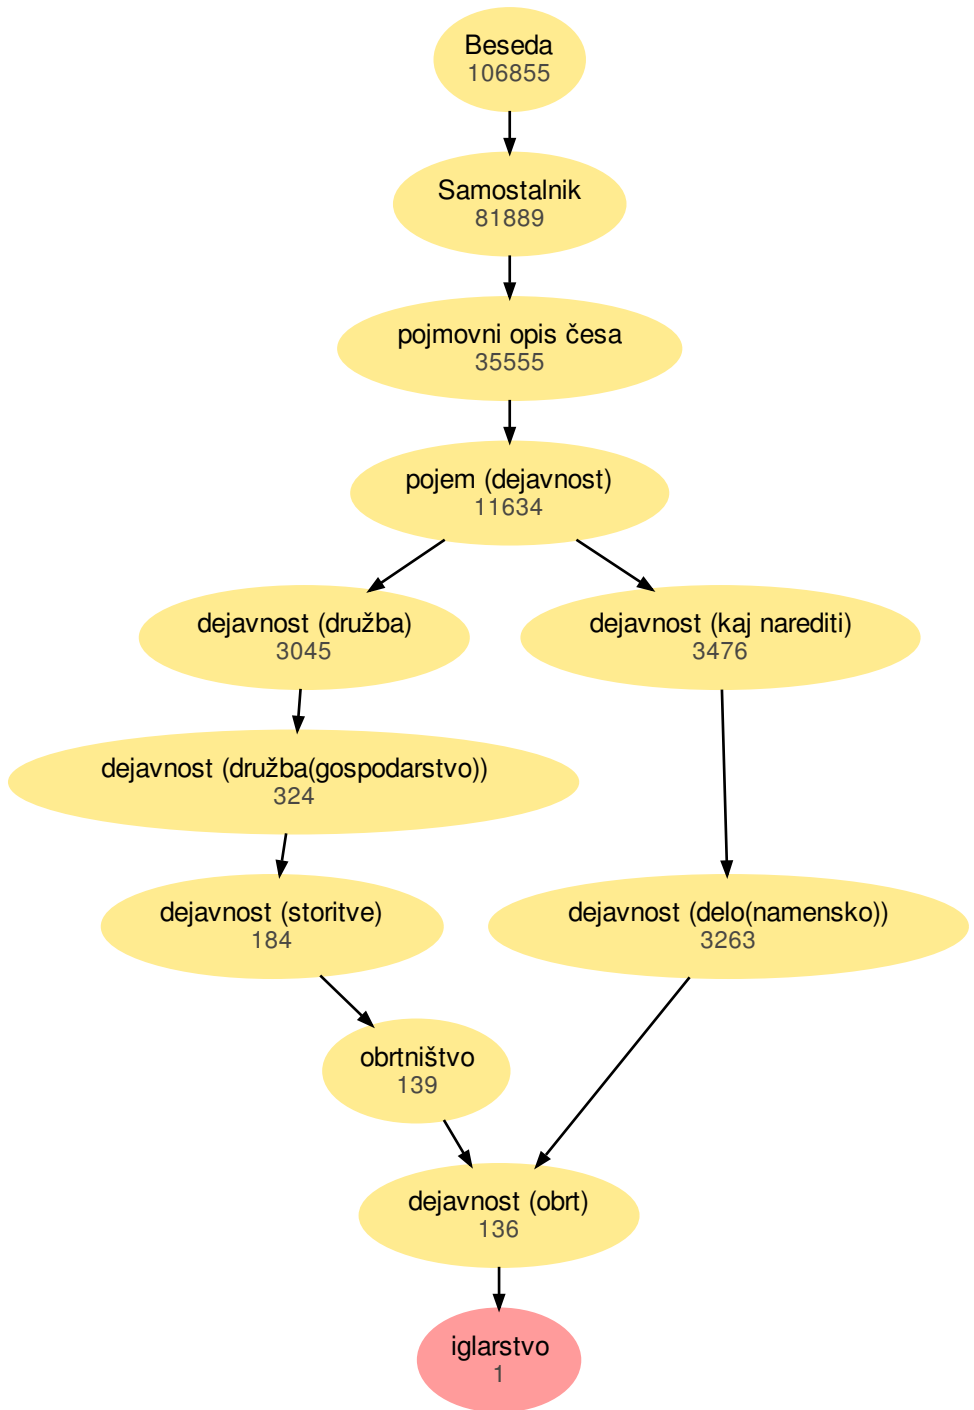 Beseda
106855
Samostalnik
81889
pojmovni opis česa
35555
pojem (dejavnost)
11634
dejavnost (družba)
3045
dejavnost (kaj narediti)
3476
dejavnost (družba(gospodarstvo))
324
dejavnost (storitve)
184
dejavnost (delo(namensko))
3263
obrtništvo
139
dejavnost (obrt)
136
iglarstvo
1